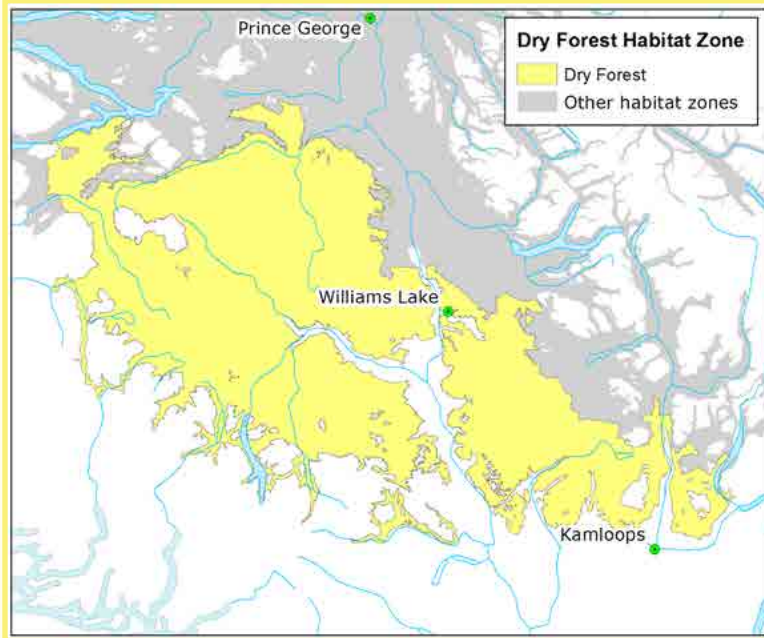 Prince George
Dry Forest Habitat Zone
Dry Forest
Other habitat zones
Williams Lake
Kamloops